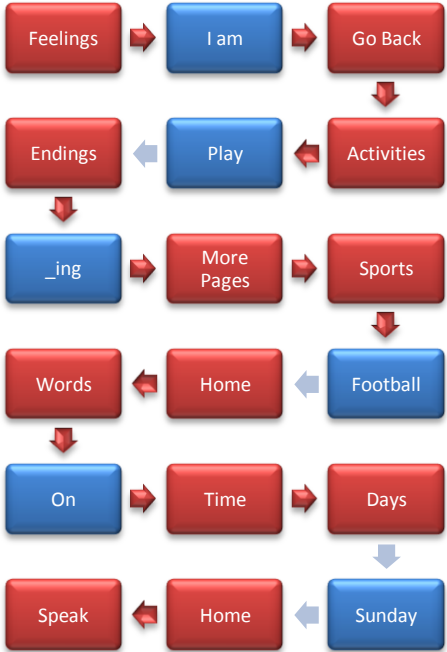 Feelings
I am
Go Back
Activities
Play
Endings
_ing
More
Pages
Sports
Football
Home
Words
On
Time
Days
Sunday
Home
Speak